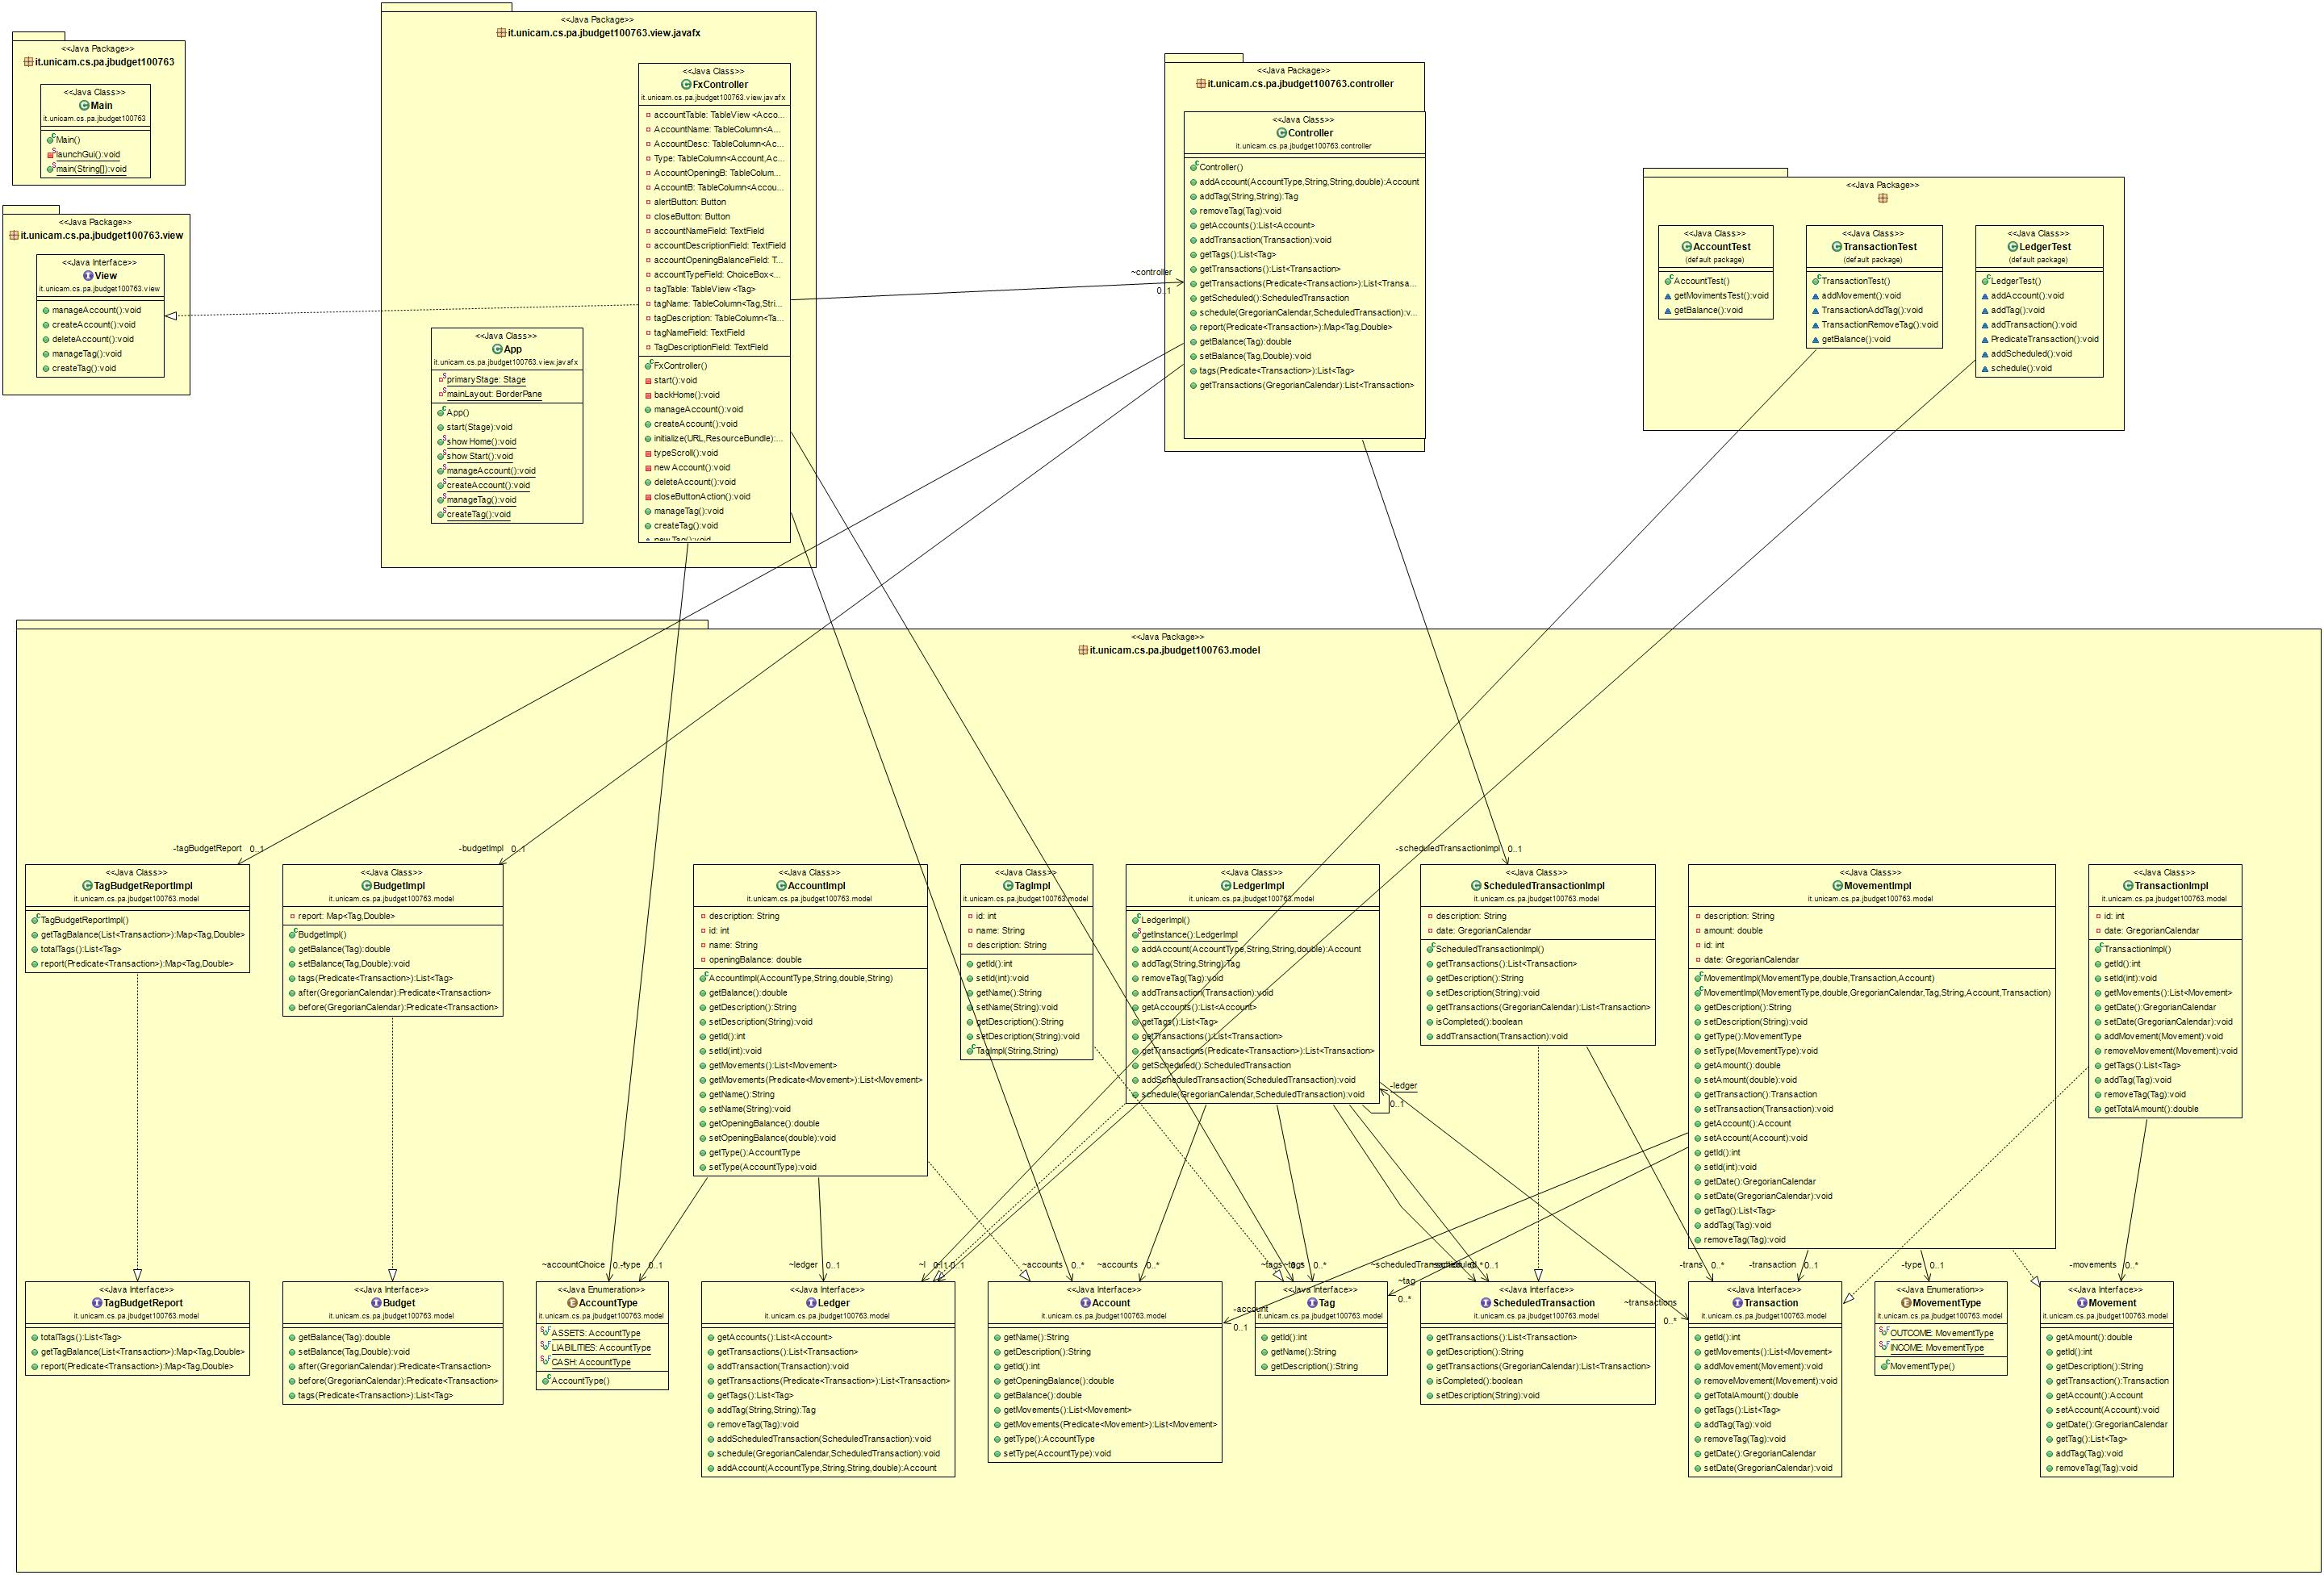 <<Java Package>>
it.unicam.cs.pa.jbudget100763
<<Java Class>>
Main
it.unicam.cs.pa.jbudget100763
Main()
launchGui():void
main(String[]):void
<<Java Package>>
it.unicam.cs.pa.jbudget100763.view
<<Java Interface>>
View
it.unicam.cs.pa.jbudget100763.view
manageAccount():void
createAccount():void
deleteAccount():void
manageTag():void
createTag():void
<<Java Package>>
it.unicam.cs.pa.jbudget100763.view.javafx
<<Java Class>>
App
it.unicam.cs.pa.jbudget100763.view.javafx
primaryStage: Stage
mainLayout: BorderPane
App()
start(Stage):void
showHome():void
showStart():void
manageAccount():void
createAccount():void
manageTag():void
createTag():void
<<Java Class>>
FxController
it.unicam.cs.pa.jbudget100763.view.javafx
accountTable: TableView<Acco...
AccountName: TableColumn<A...
AccountDesc: TableColumn<Ac...
Type: TableColumn<Account,Ac...
AccountOpeningB: TableColum...
AccountB: TableColumn<Accou...
alertButton: Button
closeButton: Button
accountNameField: TextField
accountDescriptionField: TextField
accountOpeningBalanceField: T...
accountTypeField: ChoiceBox<...
tagTable: TableView<Tag>
tagName: TableColumn<Tag,Stri...
tagDescription: TableColumn<Ta...
tagNameField: TextField
TagDescriptionField: TextField
FxController()
start():void
backHome():void
manageAccount():void
createAccount():void
initialize(URL,ResourceBundle):...
typeScroll():void
newAccount():void
deleteAccount():void
closeButtonAction():void
manageTag():void
createTag():void
newTag():void
~controller
0..1
<<Java Package>>
it.unicam.cs.pa.jbudget100763.controller
<<Java Class>>
Controller
it.unicam.cs.pa.jbudget100763.controller
Controller()
addAccount(AccountType,String,String,double):Account
addTag(String,String):Tag
removeTag(Tag):void
getAccounts():List<Account>
addTransaction(Transaction):void
getTags():List<Tag>
getTransactions():List<Transaction>
getTransactions(Predicate<Transaction>):List<Transa...
getScheduled():ScheduledTransaction
schedule(GregorianCalendar,ScheduledTransaction):v...
report(Predicate<Transaction>):Map<Tag,Double>
getBalance(Tag):double
setBalance(Tag,Double):void
tags(Predicate<Transaction>):List<Tag>
getTransactions(GregorianCalendar):List<Transaction>
<<Java Package>>
<<Java Class>>
AccountTest
(default package)
AccountTest()
getMovimentsTest():void
getBalance():void
<<Java Class>>
TransactionTest
(default package)
TransactionTest()
addMovement():void
TransactionAddTag():void
TransactionRemoveTag():void
getBalance():void
<<Java Class>>
LedgerTest
(default package)
LedgerTest()
addAccount():void
addTag():void
addTransaction():void
PredicateTransaction():void
addScheduled():void
schedule():void
<<Java Package>>
it.unicam.cs.pa.jbudget100763.model
-tagBudgetReport 0..1
-budgetImpl 0..1
-scheduledTransactionImpl 0..1
<<Java Class>>
TagBudgetReportImpl
it.unicam.cs.pa.jbudget100763.model
TagBudgetReportImpl()
getTagBalance(List<Transaction>):Map<Tag,Double>
totalTags():List<Tag>
report(Predicate<Transaction>):Map<Tag,Double>
<<Java Class>>
BudgetImpl
it.unicam.cs.pa.jbudget100763.model
report: Map<Tag,Double>
BudgetImpl()
getBalance(Tag):double
setBalance(Tag,Double):void
tags(Predicate<Transaction>):List<Tag>
after(GregorianCalendar):Predicate<Transaction>
before(GregorianCalendar):Predicate<Transaction>
<<Java Class>>
AccountImpl
it.unicam.cs.pa.jbudget100763.model
description: String
id: int
name: String
openingBalance: double
AccountImpl(AccountType,String,double,String)
getBalance():double
getDescription():String
setDescription(String):void
getId():int
setId(int):void
getMovements():List<Movement>
getMovements(Predicate<Movement>):List<Movement>
getName():String
setName(String):void
getOpeningBalance():double
setOpeningBalance(double):void
getType():AccountType
setType(AccountType):void
<<Java Class>>
TagImpl
it.unicam.cs.pa.jbudget100763.model
id: int
name: String
description: String
getId():int
setId(int):void
getName():String
setName(String):void
getDescription():String
setDescription(String):void
TagImpl(String,String)
<<Java Class>>
LedgerImpl
it.unicam.cs.pa.jbudget100763.model
LedgerImpl()
getInstance():LedgerImpl
addAccount(AccountType,String,String,double):Account
addTag(String,String):Tag
removeTag(Tag):void
addTransaction(Transaction):void
getAccounts():List<Account>
getTags():List<Tag>
getTransactions():List<Transaction>
getTransactions(Predicate<Transaction>):List<Transaction>
getScheduled():ScheduledTransaction
addScheduledTransaction(ScheduledTransaction):void
schedule(GregorianCalendar,ScheduledTransaction):void
-ledger
0..1
<<Java Class>>
ScheduledTransactionImpl
it.unicam.cs.pa.jbudget100763.model
description: String
date: GregorianCalendar
ScheduledTransactionImpl()
getTransactions():List<Transaction>
getDescription():String
setDescription(String):void
getTransactions(GregorianCalendar):List<Transaction>
isCompleted():boolean
addTransaction(Transaction):void
<<Java Class>>
MovementImpl
it.unicam.cs.pa.jbudget100763.model
description: String
amount: double
id: int
date: GregorianCalendar
MovementImpl(MovementType,double,Transaction,Account)
MovementImpl(MovementType,double,GregorianCalendar,Tag,String,Account,Transaction)
getDescription():String
setDescription(String):void
getType():MovementType
setType(MovementType):void
getAmount():double
setAmount(double):void
getTransaction():Transaction
setTransaction(Transaction):void
getAccount():Account
setAccount(Account):void
getId():int
setId(int):void
getDate():GregorianCalendar
setDate(GregorianCalendar):void
getTag():List<Tag>
addTag(Tag):void
removeTag(Tag):void
<<Java Class>>
TransactionImpl
it.unicam.cs.pa.jbudget100763.model
id: int
date: GregorianCalendar
TransactionImpl()
getId():int
setId(int):void
getMovements():List<Movement>
getDate():GregorianCalendar
setDate(GregorianCalendar):void
addMovement(Movement):void
removeMovement(Movement):void
getTags():List<Tag>
addTag(Tag):void
removeTag(Tag):void
getTotalAmount():double
~accountChoice
-type 0..1
~ledger 0..1
~accounts 0..*
~accounts 0..*
0..*
0..1
-trans 0..*
-transaction 0..1
-type 0..1
-movements 0..*
~tag
0..*
-account
0..1
~transactions
0..*
<<Java Interface>>
TagBudgetReport
it.unicam.cs.pa.jbudget100763.model
totalTags():List<Tag>
getTagBalance(List<Transaction>):Map<Tag,Double>
report(Predicate<Transaction>):Map<Tag,Double>
<<Java Interface>>
Budget
it.unicam.cs.pa.jbudget100763.model
getBalance(Tag):double
setBalance(Tag,Double):void
after(GregorianCalendar):Predicate<Transaction>
before(GregorianCalendar):Predicate<Transaction>
tags(Predicate<Transaction>):List<Tag>
<<Java Enumeration>>
AccountType
it.unicam.cs.pa.jbudget100763.model
ASSETS: AccountType
LIABILITIES: AccountType
CASH: AccountType
AccountType()
<<Java Interface>>
Ledger
it.unicam.cs.pa.jbudget100763.model
getAccounts():List<Account>
getTransactions():List<Transaction>
addTransaction(Transaction):void
getTransactions(Predicate<Transaction>):List<Transaction>
getTags():List<Tag>
addTag(String,String):Tag
removeTag(Tag):void
addScheduledTransaction(ScheduledTransaction):void
schedule(GregorianCalendar,ScheduledTransaction):void
addAccount(AccountType,String,String,double):Account
<<Java Interface>>
Account
it.unicam.cs.pa.jbudget100763.model
getName():String
getDescription():String
getId():int
getOpeningBalance():double
getBalance():double
getMovements():List<Movement>
getMovements(Predicate<Movement>):List<Movement>
getType():AccountType
setType(AccountType):void
<<Java Interface>>
Tag
it.unicam.cs.pa.jbudget100763.model
getId():int
getName():String
getDescription():String
<<Java Interface>>
ScheduledTransaction
it.unicam.cs.pa.jbudget100763.model
getTransactions():List<Transaction>
getDescription():String
getTransactions(GregorianCalendar):List<Transaction>
isCompleted():boolean
setDescription(String):void
<<Java Interface>>
Transaction
it.unicam.cs.pa.jbudget100763.model
getId():int
getMovements():List<Movement>
addMovement(Movement):void
removeMovement(Movement):void
getTotalAmount():double
getTags():List<Tag>
addTag(Tag):void
removeTag(Tag):void
getDate():GregorianCalendar
setDate(GregorianCalendar):void
<<Java Enumeration>>
MovementType
it.unicam.cs.pa.jbudget100763.model
OUTCOME: MovementType
INCOME: MovementType
MovementType()
<<Java Interface>>
Movement
it.unicam.cs.pa.jbudget100763.model
getAmount():double
getId():int
getDescription():String
getTransaction():Transaction
getAccount():Account
setAccount(Account):void
getDate():GregorianCalendar
getTag():List<Tag>
addTag(Tag):void
removeTag(Tag):void